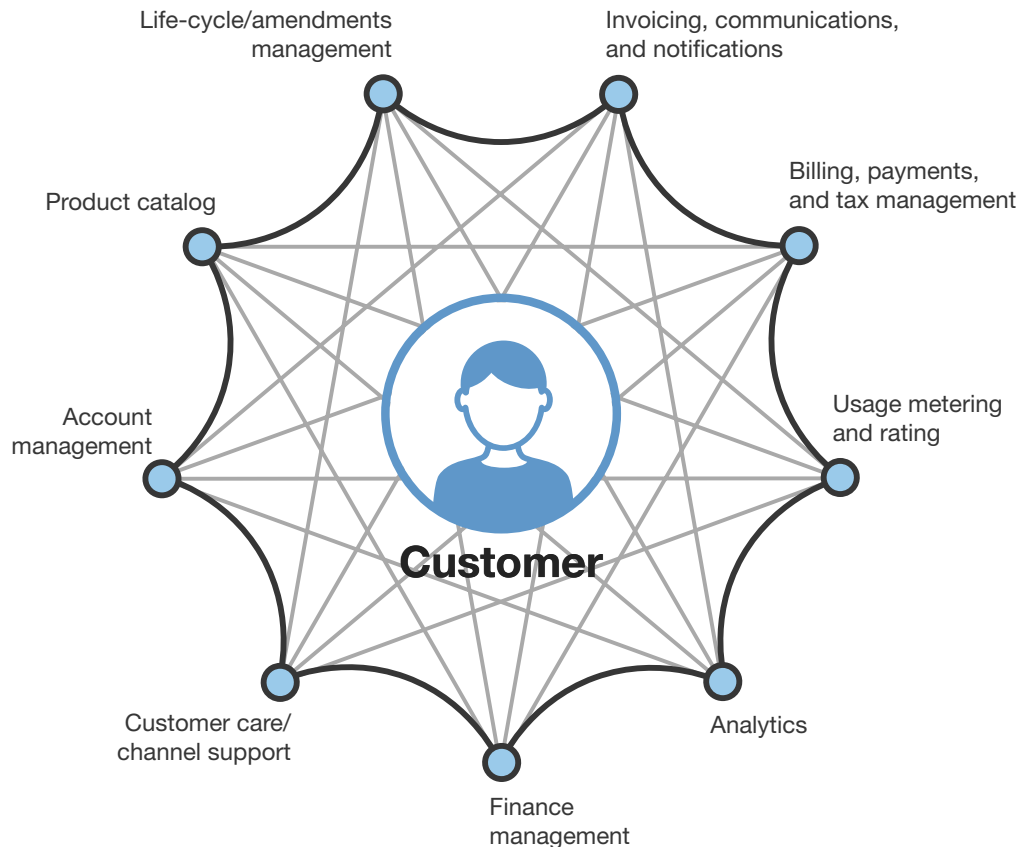 Life-cycle/amendments
management
Invoicing, communications,
and notifications
Billing, payments,
and tax management
Product catalog
Usage metering
and rating
Account
management
Customer
Customer care/
channel support
Analytics
Finance
management